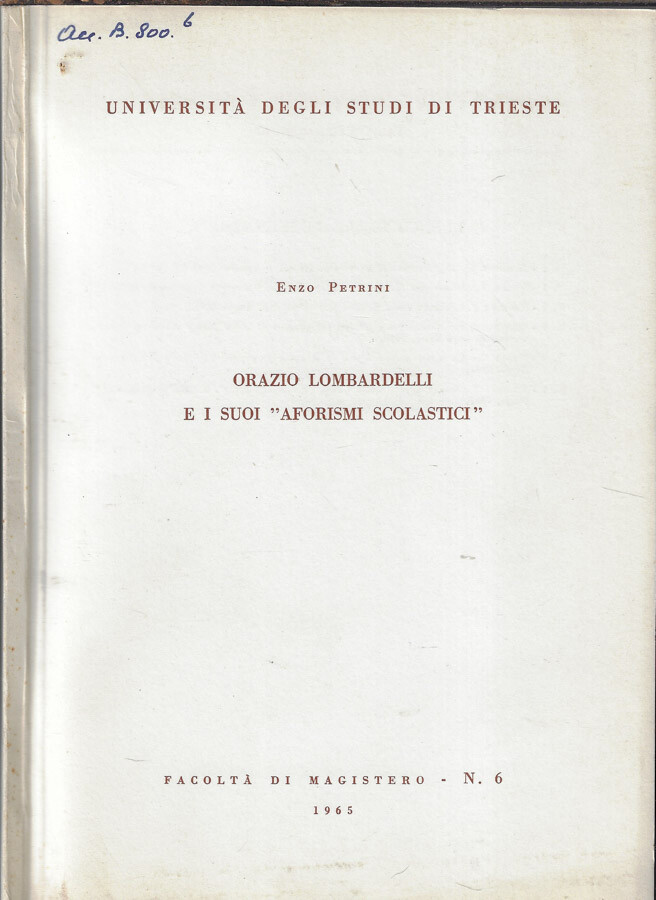 Acc. B. 800.6
UNIVERSITÀ DEGLI STUDI DI TRIESTE
ENZO PETRINI
ORAZIO LOMBARDELLI
E I SUOI ”AFORISMI SCOLASTICI”
FACOLTÀ DI MAGISTERO - N. 6
1965